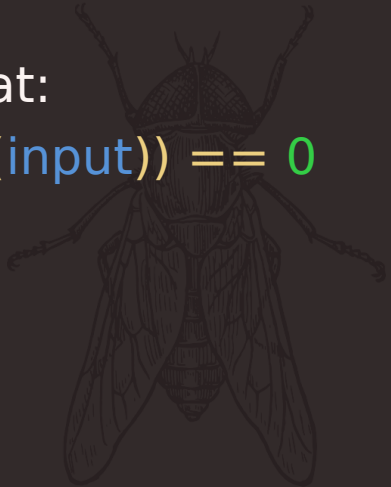 at:
(input)) == 0